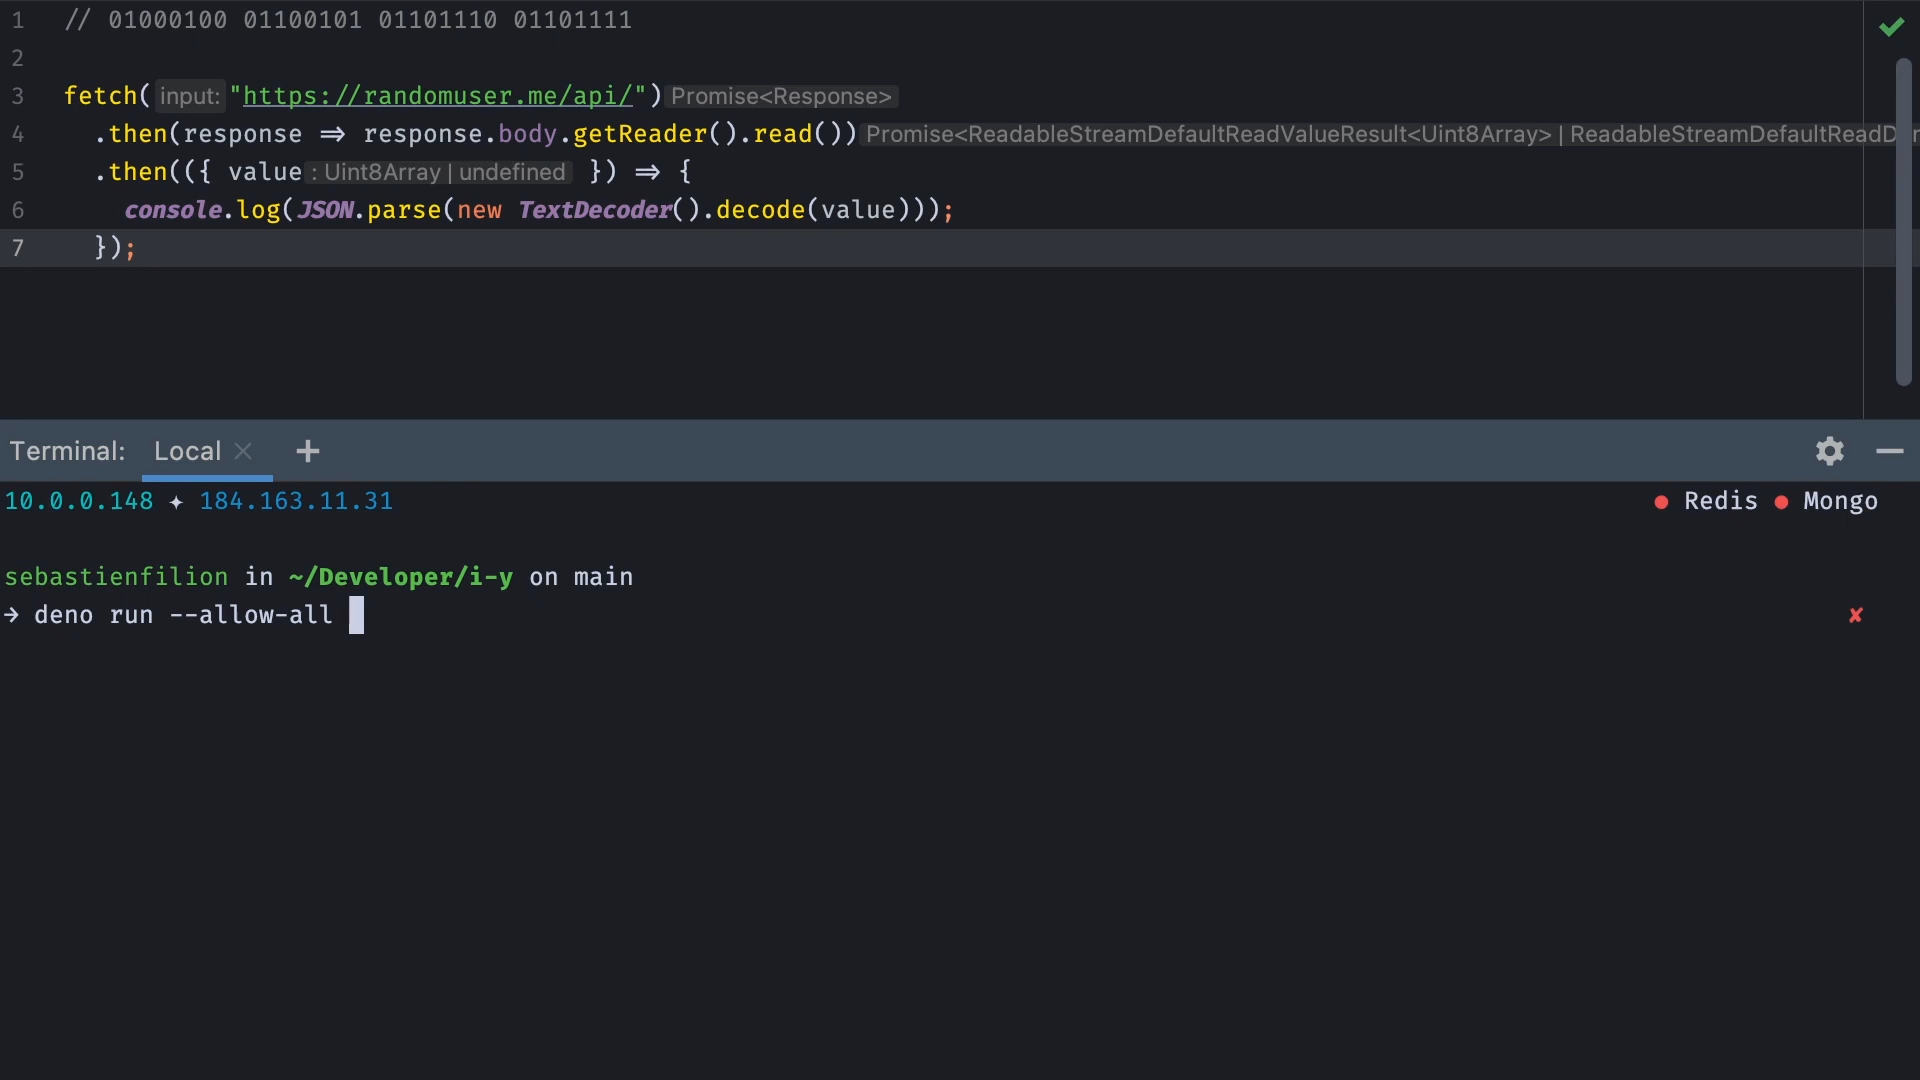 1 // 01000100 01100101 01101110 01101111
2
3 fetch( input: "https://randomuser.me/api/") Promise<Response>
4 .then(response => response.body.getReader().read()) Promise<ReadableStreamDefaultReadValueResult<Uint8Array> | ReadableStreamDefaultReadD
5 .then(({ value : Uint8Array | undefined }) => {
6 console.log(JSON.parse(new TextDecoder().decode(value)));
7 });
Terminal: Local × +
10.0.0.148 ✦ 184.163.11.31 ● Redis ● Mongo
sebastienfilion in ~/Developer/i-y on main
→ deno run --allow-all ✘